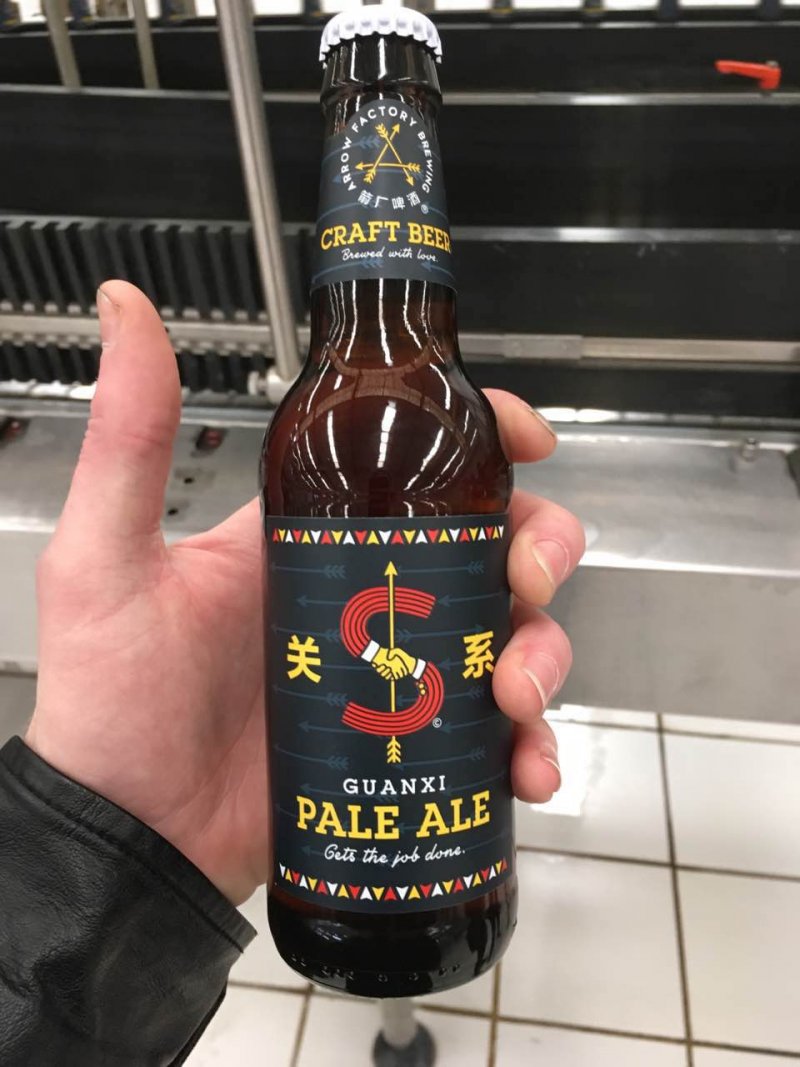 ARROW FACTORY BREWING
箭厂啤酒®
CRAFT BEER
Brewed with love.
关 系
©
GUANXI
PALE ALE
Gets the job done.